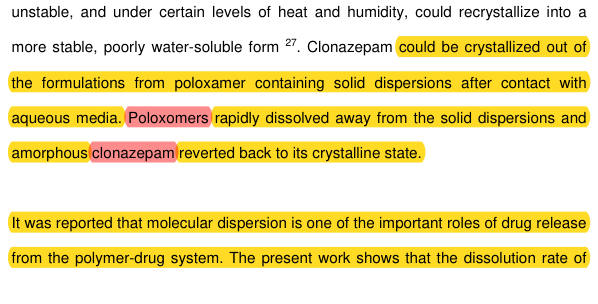 unstable, and under certain levels of heat and humidity, could recrystallize into a
more stable, poorly water-soluble form 27. Clonazepam could be crystallized out of
the formulations from poloxamer containing solid dispersions after contact with
aqueous media. Poloxomers rapidly dissolved away from the solid dispersions and
amorphous clonazepam reverted back to its crystalline state.
It was reported that molecular dispersion is one of the important roles of drug release
from the polymer-drug system. The present work shows that the dissolution rate of